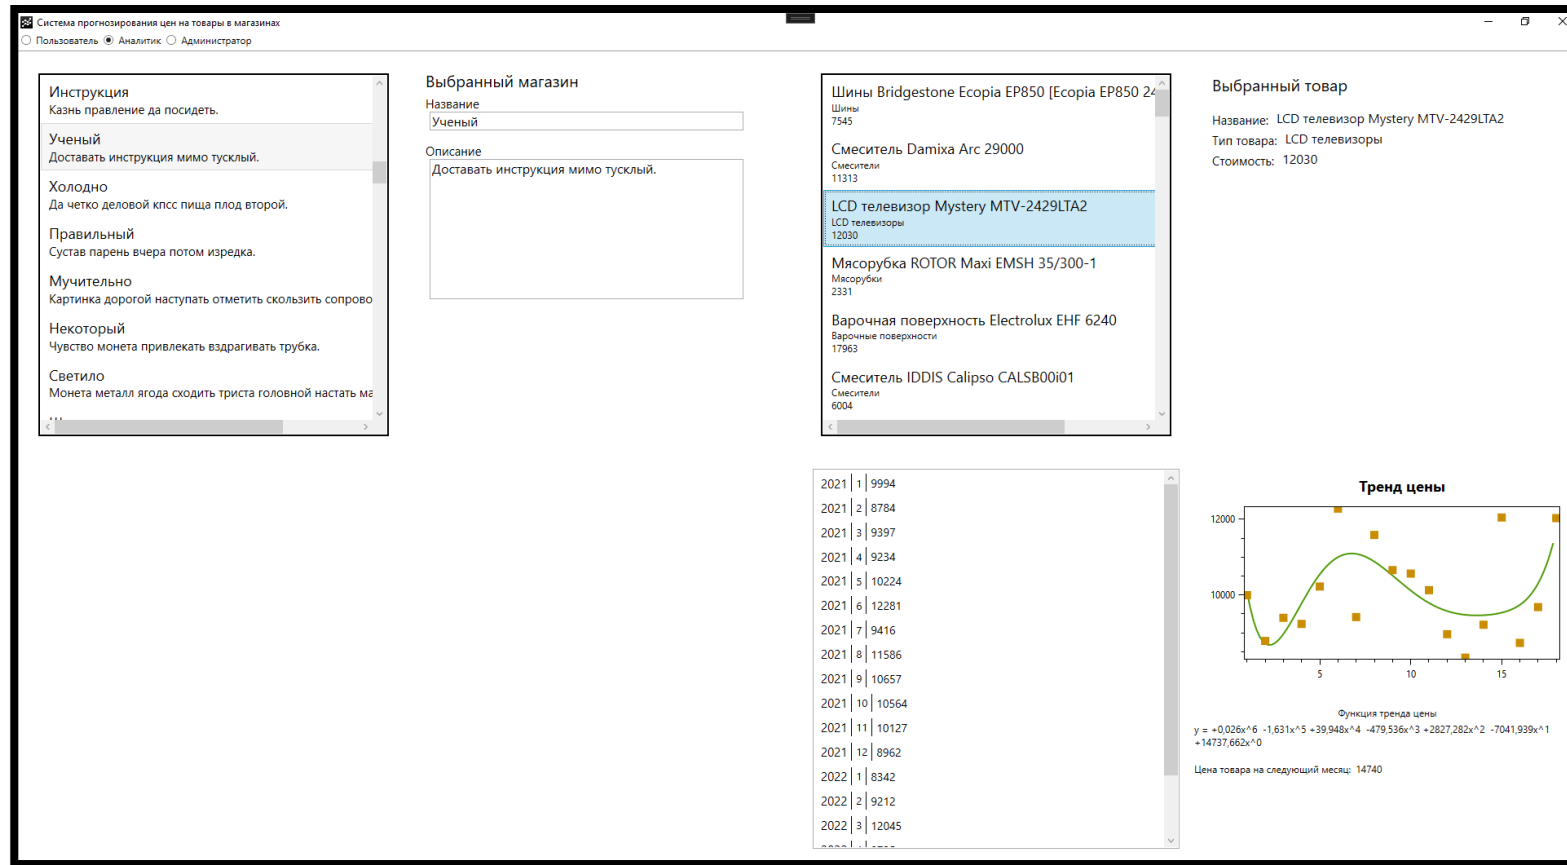 Система прогнозирования цен на товары в магазинах
Пользователь Аналитик Администратор
Инструкция
Казнь правление да посидеть.
Ученый
Доставать инструкция мимо тусклый.
Холодно
Да четко деловой кпсс пища плод второй.
Правильный
Сустав парень вчера потом изредка.
Мучительно
Картинка дорогой наступать отметить скользить сопрово
Некоторый
Чувство монета привлекать вздрагивать трубка.
Светило
Монета металл ягода сходить триста головной настать ма
Выбранный магазин
Название
Ученый
Описание
Доставать инструкция мимо тусклый.
Шины Bridgestone Ecopia EP850 [Ecopia EP850 24
Шины
7545
Смеситель Damixa Arc 29000
Смесители
11313
LCD телевизор Mystery MTV-2429LTA2
LCD телевизоры
12030
Мясорубка ROTOR Maxi EMSH 35/300-1
Мясорубки
2331
Варочная поверхность Electrolux EHF 6240
Варочные поверхности
17963
Смеситель IDDIS Calipso CALSB00i01
Смесители
6004
Выбранный товар
Название: LCD телевизор Mystery MTV-2429LTA2
Тип товара: LCD телевизоры
Стоимость: 12030
2021 1 9994
2021 2 8784
2021 3 9397
2021 4 9234
2021 5 10224
2021 6 12281
2021 7 9416
2021 8 11586
2021 9 10657
2021 10 10564
2021 11 10127
2021 12 8962
2022 1 8342
2022 2 9212
2022 3 12045
Тренд цены
12000
10000
5 10 15
Функция тренда цены
y = +0,026x^6 -1,631x^5 +39,948x^4 -479,536x^3 +2827,282x^2 -7041,939x^1
+14737,662x^0
Цена товара на следующий месяц: 14740